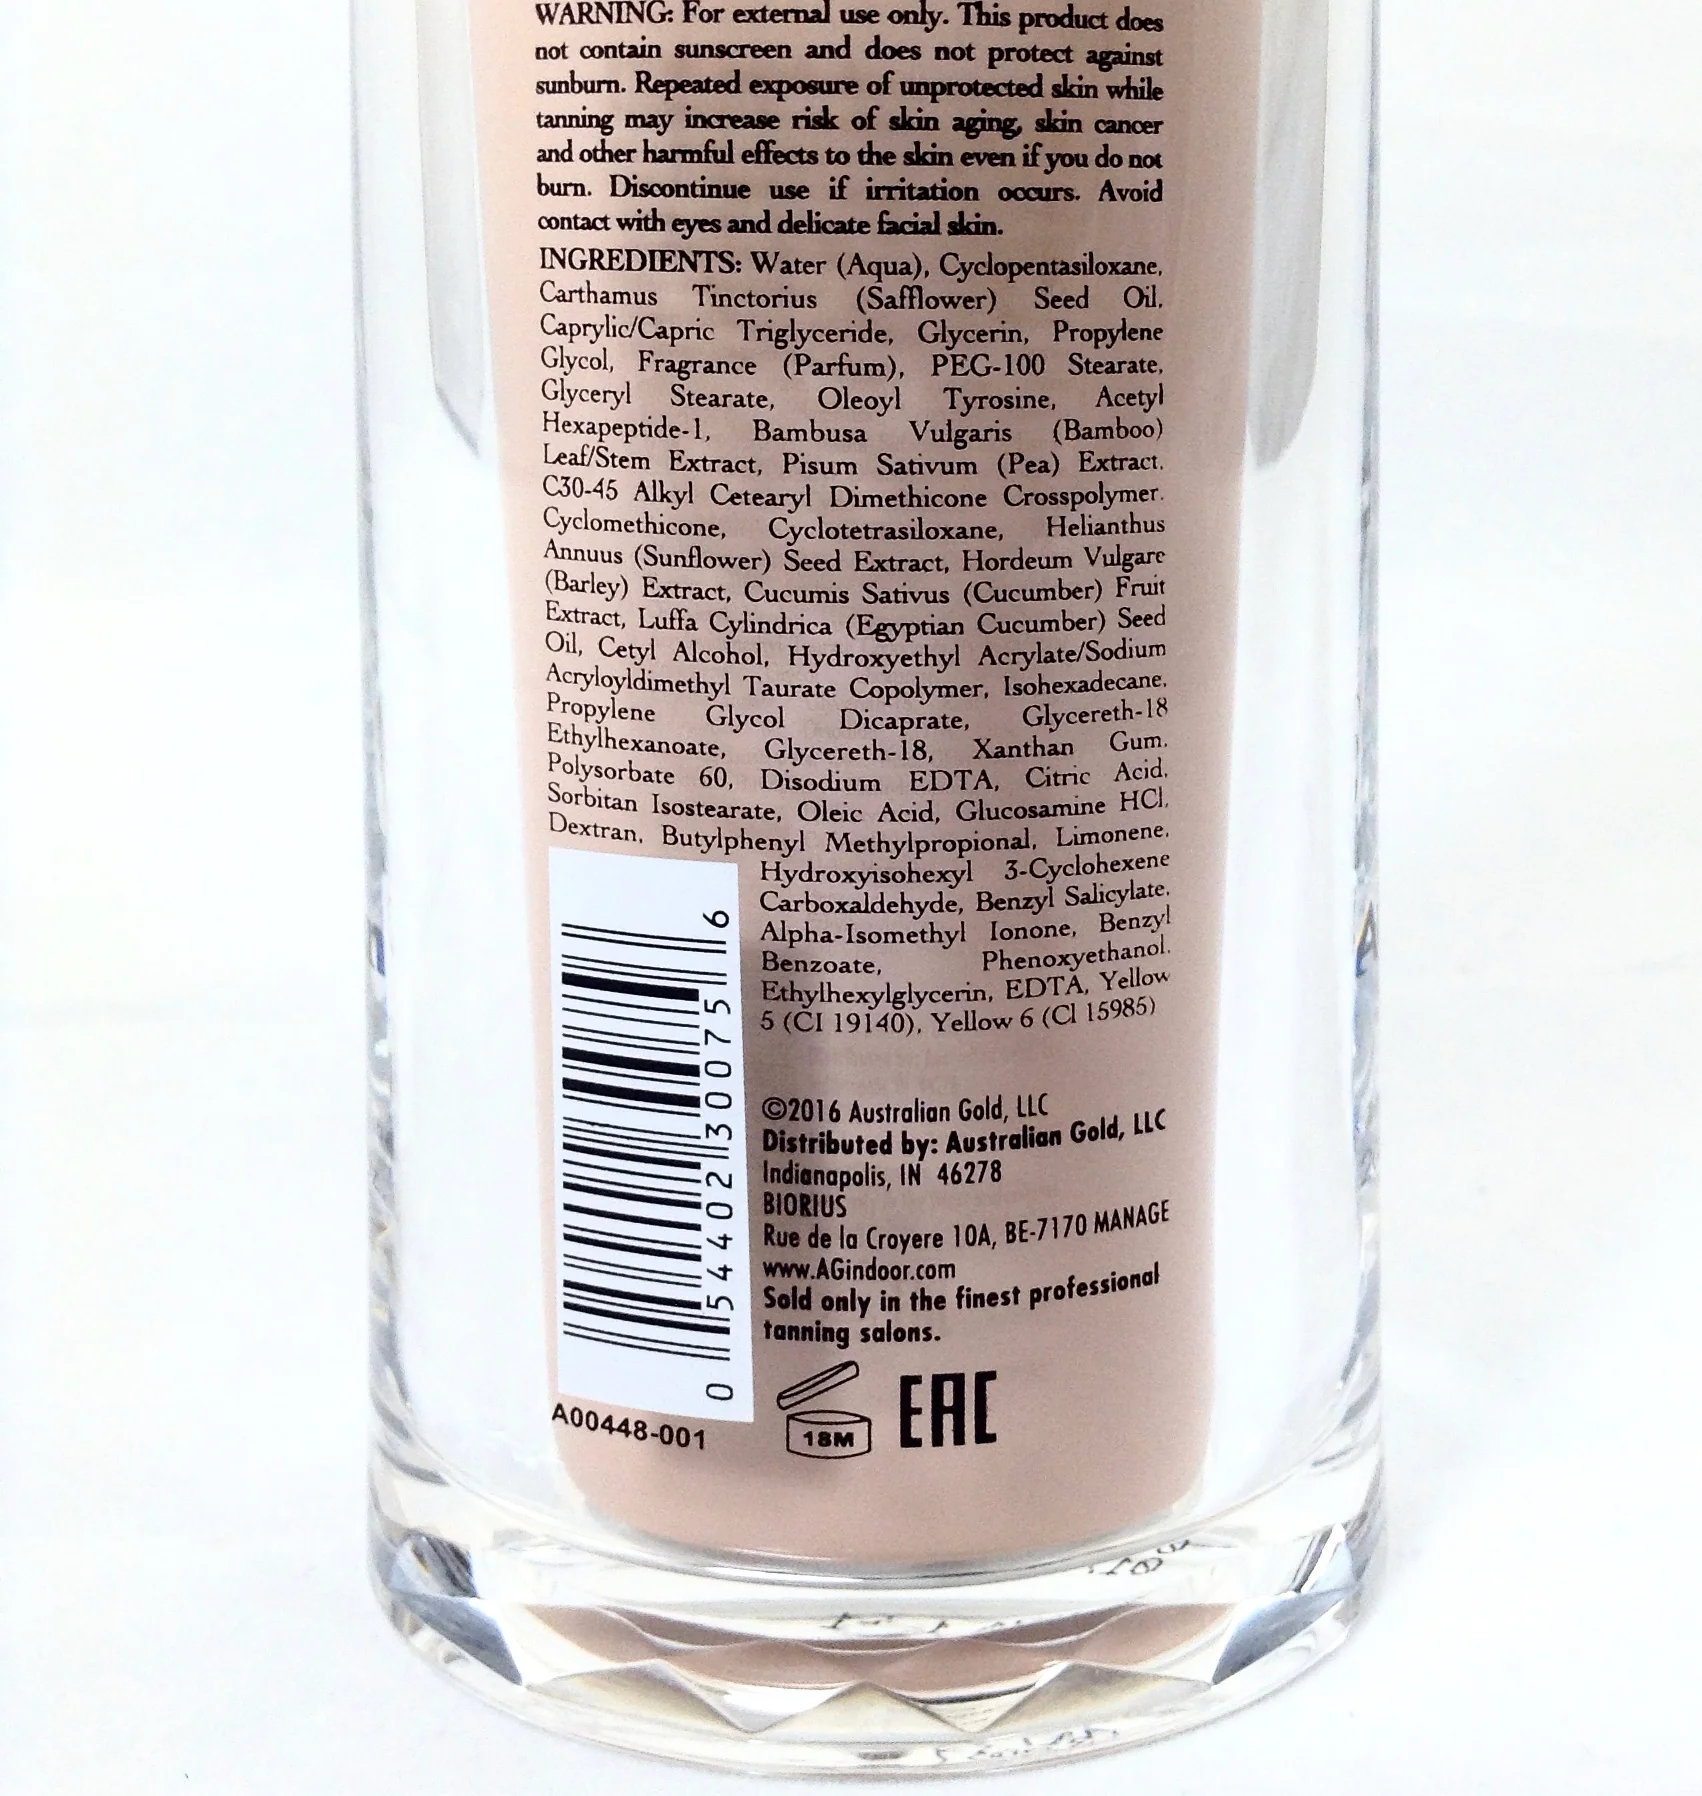 WARNING: For external use only. This product does
not contain sunscreen and does not protect against
sunburn. Repeated exposure of unprotected skin while
tanning may increase risk of skin aging, skin cancer
and other harmful effects to the skin even if you do not
burn. Discontinue use if irritation occurs. Avoid
contact with eyes and delicate facial skin.
INGREDIENTS: Water (Aqua), Cyclopentasiloxane,
Carthamus Tinctorius (Safflower) Seed Oil,
Caprylic/Capric Triglyceride, Glycerin, Propylene
Glycol, Fragrance (Parfum), PEG-100 Stearate,
Glyceryl Stearate, Oleoyl Tyrosine, Acetyl
Hexapeptide-1, Bambusa Vulgaris (Bamboo)
Leaf/Stem Extract, Pisum Sativum (Pea) Extract,
C30-45 Alkyl Cetearyl Dimethicone Crosspolymer,
Cyclomethicone, Cyclotetrasiloxane, Helianthus
Annuus (Sunflower) Seed Extract, Hordeum Vulgare
(Barley) Extract, Cucumis Sativus (Cucumber) Fruit
Extract, Luffa Cylindrica (Egyptian Cucumber) Seed
Oil, Cetyl Alcohol, Hydroxyethyl Acrylate/Sodium
Acryloyldimethyl Taurate Copolymer, Isohexadecane,
Propylene Glycol Dicaprate, Glycereth-18
Ethylhexanoate, Glycereth-18, Xanthan Gum,
Polysorbate 60, Disodium EDTA, Citric Acid,
Sorbitan Isostearate, Oleic Acid, Glucosamine HCl,
Dextran, Butylphenyl Methylpropional, Limonene,
Hydroxyisohexyl 3-Cyclohexene
Carboxaldehyde, Benzyl Salicylate,
Alpha-Isomethyl Ionone, Benzyl
Benzoate, Phenoxyethanol,
Ethylhexylglycerin, EDTA, Yellow
5 (CI 19140), Yellow 6 (CI 15985)
0 54402 30075 6
A00448-001
©2016 Australian Gold, LLC
Distributed by: Australian Gold, LLC
Indianapolis, IN 46278
BIORIUS
Rue de la Croyere 10A, BE-7170 MANAGE
www.AGindoor.com
Sold only in the finest professional
tanning salons.
18M
EAC